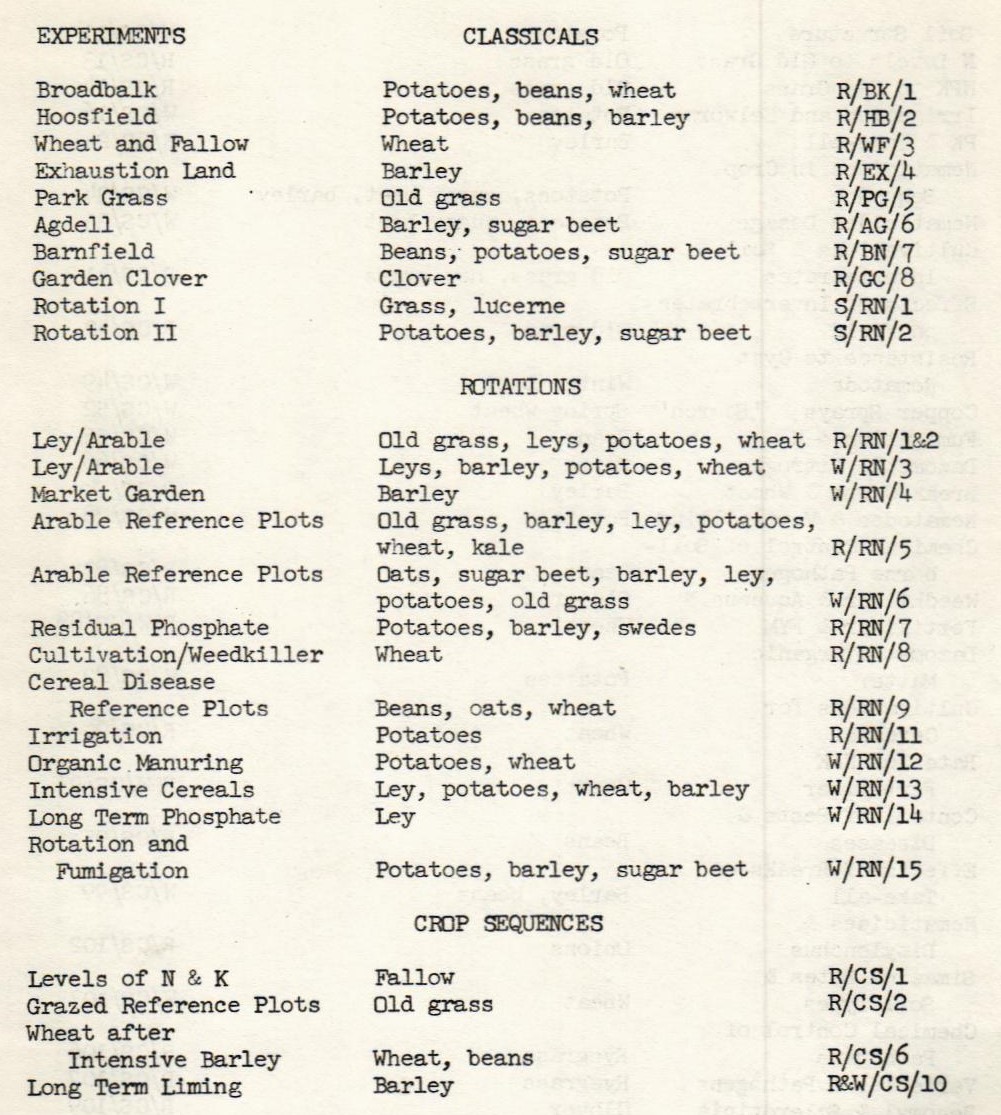 EXPERIMENTS CLASSICALS
Broadbalk Potatoes, beans, wheat R/BK/1
Hoosfield Potatoes, beans, barley R/HB/2
Wheat and Fallow Wheat R/WF/3
Exhaustion Land Barley R/EX/4
Park Grass Old grass R/PG/5
Agdell Barley, sugar beet R/AG/6
Barnfield Beans, potatoes, sugar beet R/BN/7
Garden Clover Clover R/GC/8
Rotation I Grass, lucerne S/RN/1
Rotation II Potatoes, barley, sugar beet S/RN/2
ROTATIONS
Ley/Arable Old grass, leys, potatoes, wheat R/RN/1&2
Ley/Arable Leys, barley, potatoes, wheat W/RN/3
Market Garden Barley W/RN/4
Arable Reference Plots Old grass, barley, ley, potatoes,
wheat, kale R/RN/5
Arable Reference Plots Oats, sugar beet, barley, ley,
potatoes, old grass W/RN/6
Residual Phosphate Potatoes, barley, swedes R/RN/7
Cultivation/Weedkiller Wheat R/RN/8
Cereal Disease
Reference Plots Beans, oats, wheat R/RN/9
Irrigation Potatoes R/RN/11
Organic Manuring Potatoes, wheat W/RN/12
Intensive Cereals Ley, potatoes, wheat, barley W/RN/13
Long Term Phosphate Ley W/RN/14
Rotation and
Fumigation Potatoes, barley, sugar beet W/RN/15
CROP SEQUENCES
Levels of N & K Fallow R/CS/1
Grazed Reference Plots Old grass R/CS/2
Wheat after
Intensive Barley Wheat, beans R/CS/6
Long Term Liming Barley R&W/CS/10